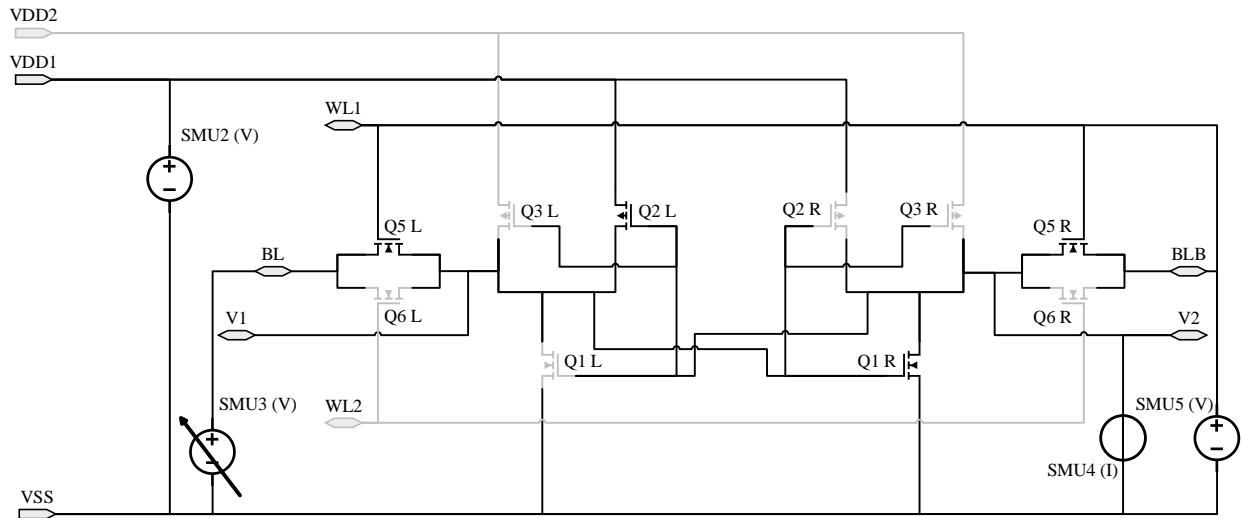 VDD2
VDD1
WL1
SMU2 (V)
Q3 L
Q2 L
Q2 R
Q3 R
Q5 L
Q5 R
BL
BLB
Q6 L
Q6 R
V1
V2
Q1 L
Q1 R
SMU3 (V)
WL2
SMU5 (V)
SMU4 (I)
VSS